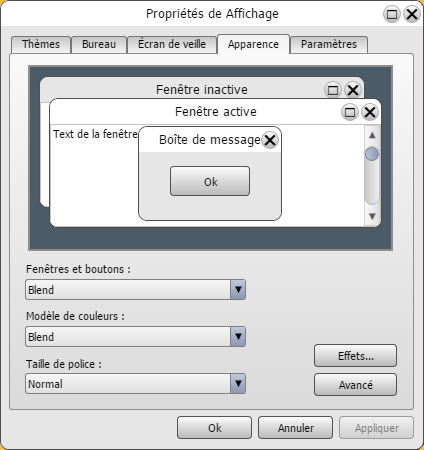 Propriétés de Affichage
Thèmes Bureau Écran de veille Apparence Paramètres
Fenêtre inactive
Fenêtre active
Text de la fenêtre
Boîte de message
Ok
Fenêtres et boutons :
Blend
Modèle de couleurs :
Blend
Taille de police :
Normal
Effets...
Avancé
Ok Annuler Appliquer